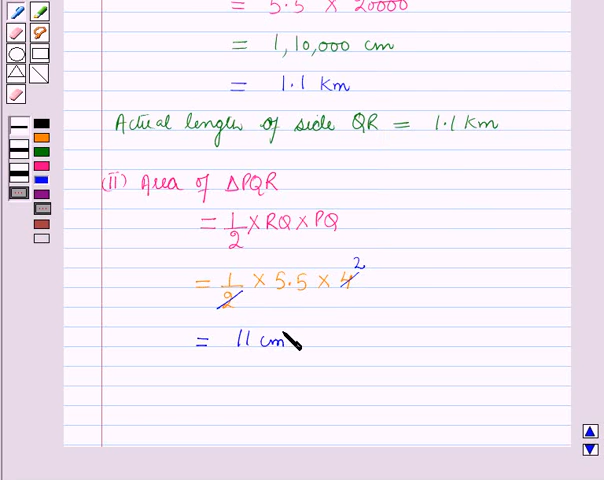 = 5.5 × 20000
= 1,10,000 cm
= 1.1 Km
Actual length of side QR = 1.1 Km
(ii) Area of ΔPQR
= 1/2 × RQ × PQ
= 1/2 × 5.5 × 4 2
= 11 cm